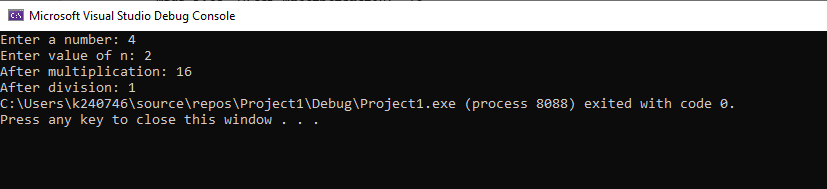 Microsoft Visual Studio Debug Console
Enter a number: 4
Enter value of n: 2
After multiplication: 16
After division: 1
C:\Users\k240746\source\repos\Project1\Debug\Project1.exe (process 8088) exited with code 0.
Press any key to close this window . . .